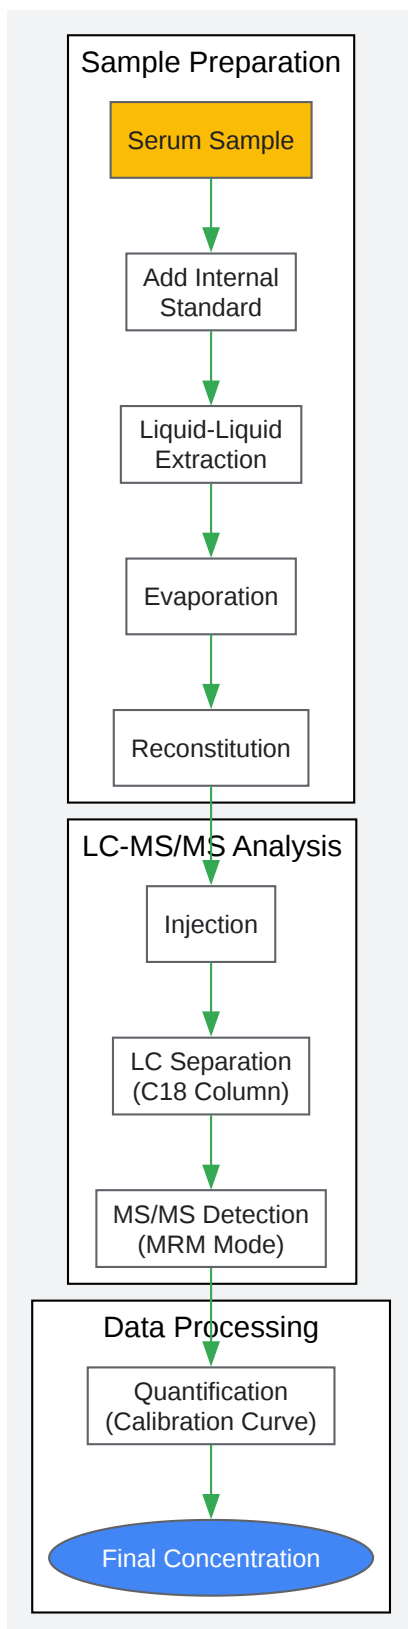 Sample Preparation
Serum Sample
Add Internal
Standard
Liquid-Liquid
Extraction
Evaporation
Reconstitution
LC-MS/MS Analysis
Injection
LC Separation
(C18 Column)
MS/MS Detection
(MRM Mode)
Data Processing
Quantification
(Calibration Curve)
Final Concentration